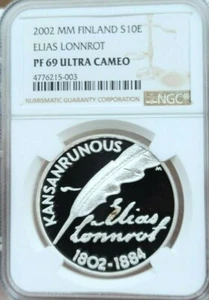 2002 MM FINLAND S10E
ELIAS LONNROT
PF 69 ULTRA CAMEO
4776215-003
NUMISMATIC GUARANTY CORPORATION
NGC
KANSANRUNOUS
Elias
Lönnrot
1802-1884